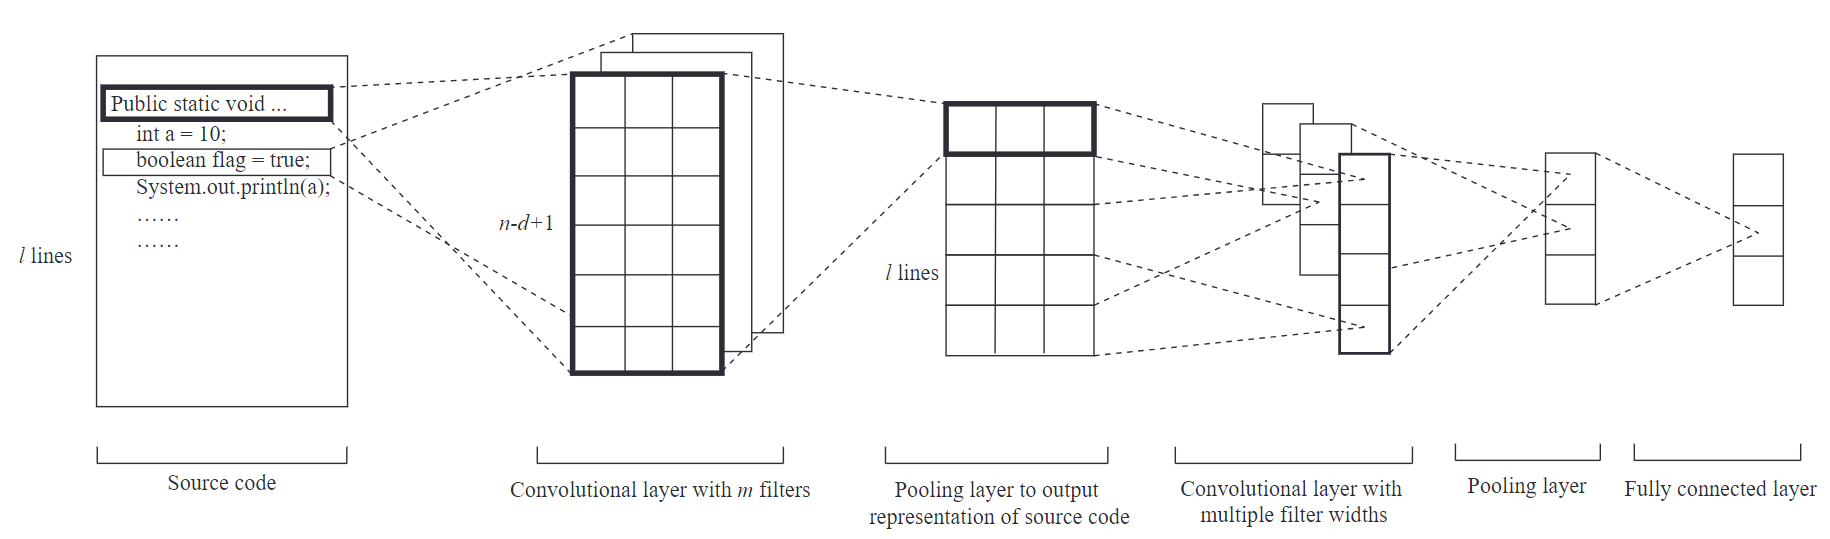 Public static void ...
int a = 10;
boolean flag = true;
System.out.println(a);
......
......
l lines
n-d+1
l lines
Source code
Convolutional layer with m filters
Pooling layer to output
representation of source code
Convolutional layer with
multiple filter widths
Pooling layer
Fully connected layer